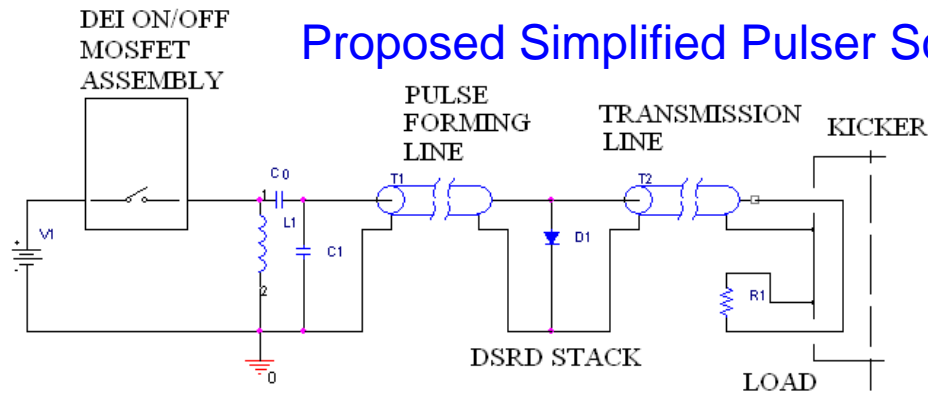 DEI ON/OFF
MOSFET
ASSEMBLY
Proposed Simplified Pulser Sc
PULSE
FORMING
LINE
TRANSMISSION
LINE
KICKER
C0
T1
T2
1
L1
V1
+
-
C1
D1
2
R1
DSRD STACK
0
LOAD